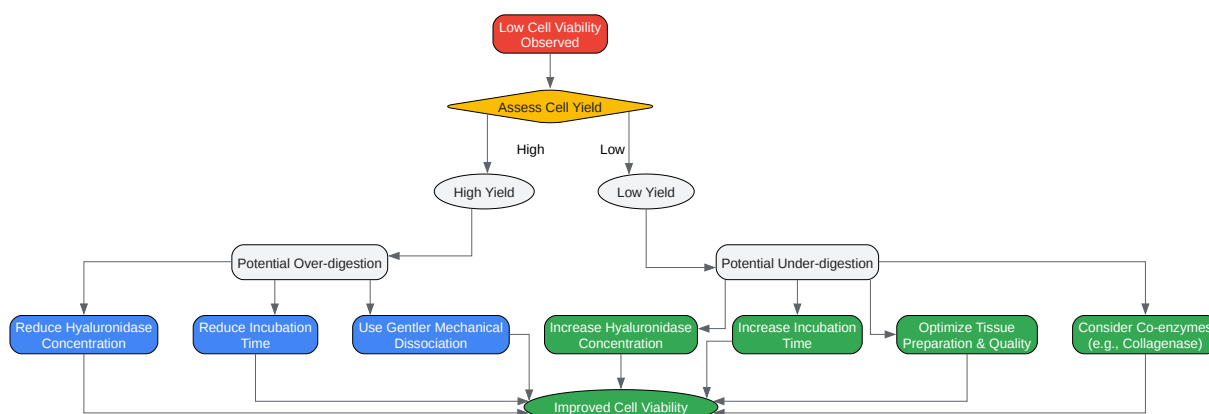 Low Cell Viability
Observed
Assess Cell Yield
High
Low
High Yield
Low Yield
Potential Over-digestion
Potential Under-digestion
Reduce Hyaluronidase
Concentration
Reduce Incubation
Time
Use Gentler Mechanical
Dissociation
Increase Hyaluronidase
Concentration
Increase Incubation
Time
Optimize Tissue
Preparation & Quality
Consider Co-enzymes
(e.g., Collagenase)
Improved Cell Viability